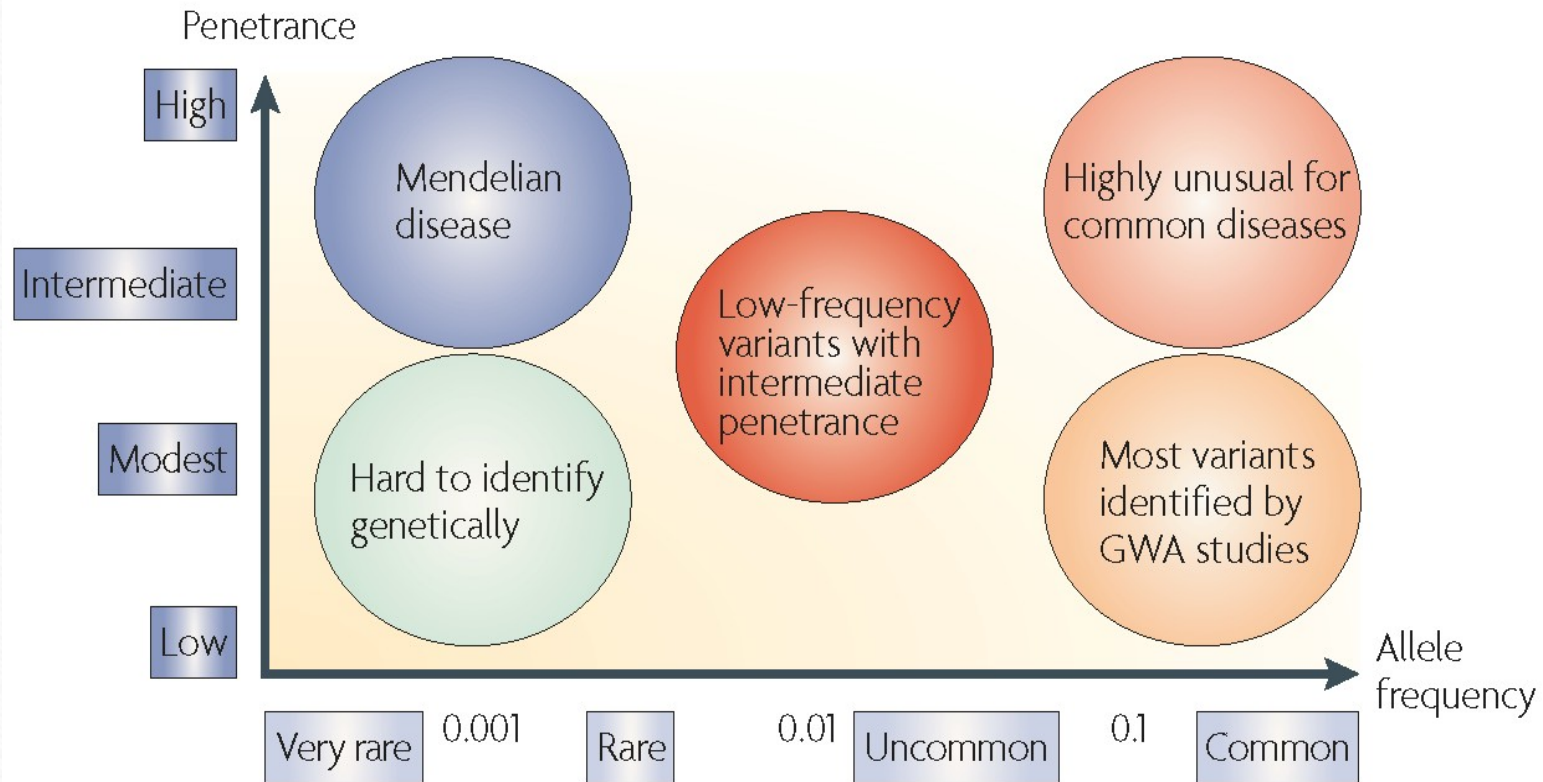 Penetrance
High
Intermediate
Modest
Low
Mendelian
disease
Highly unusual for
common diseases
Low-frequency
variants with
intermediate
penetrance
Hard to identify
genetically
Most variants
identified by
GWA studies
Allele
frequency
Very rare
0.001
Rare
0.01
Uncommon
0.1
Common